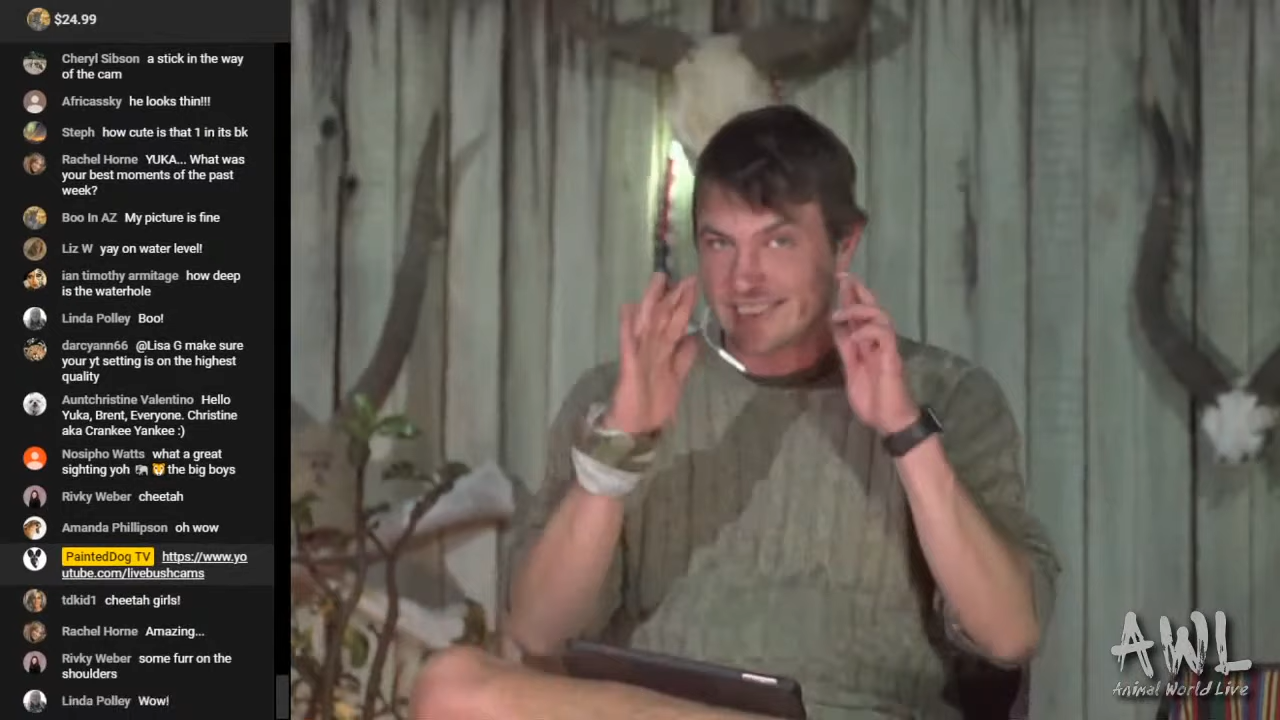 $24.99
Cheryl Sibson a stick in the way
of the cam
Africassky he looks thin!!!
Steph how cute is that 1 in its bk
Rachel Horne YUKA... What was
your best moments of the past
week?
Boo In AZ My picture is fine
Liz W yay on water level!
ian timothy armitage how deep
is the waterhole
Linda Polley Boo!
darcyann66 @Lisa G make sure
your yt setting is on the highest
quality
Auntchristine Valentino Hello
Yuka, Brent, Everyone. Christine
aka Crankee Yankee :)
Nosipho Watts what a great
sighting yoh 🐘 🦁 the big boys
Rivky Weber cheetah
Amanda Phillipson oh wow
PaintedDog TV https://www.yo
utube.com/livebushcams
tdkid1 cheetah girls!
Rachel Horne Amazing...
Rivky Weber some furr on the
shoulders
Linda Polley Wow!
AWL
Animal World Live